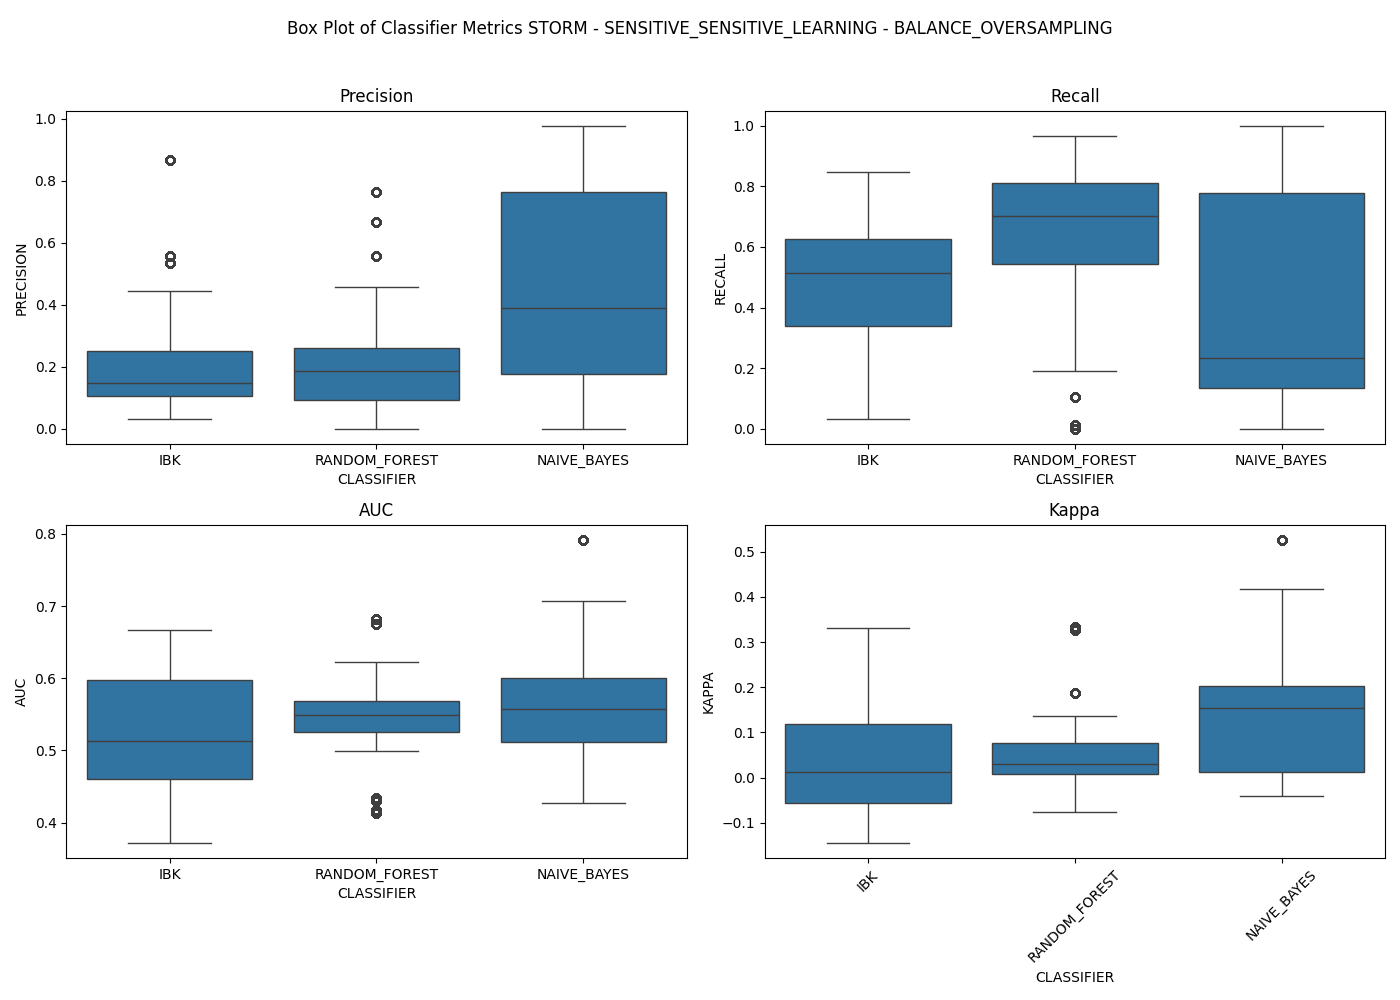 Box Plot of Classifier Metrics STORM - SENSITIVE_SENSITIVE_LEARNING - BALANCE_OVERSAMPLING
Precision
1.0
0.8
0.6
0.4
0.2
0.0
PRECISION
IBK
RANDOM_FOREST
NAIVE_BAYES
CLASSIFIER
Recall
1.0
0.8
0.6
0.4
0.2
0.0
RECALL
IBK
RANDOM_FOREST
NAIVE_BAYES
CLASSIFIER
AUC
0.8
0.7
0.6
0.5
0.4
AUC
IBK
RANDOM_FOREST
NAIVE_BAYES
CLASSIFIER
Kappa
0.5
0.4
0.3
0.2
0.1
0.0
−0.1
KAPPA
IBK
RANDOM_FOREST
NAIVE_BAYES
CLASSIFIER